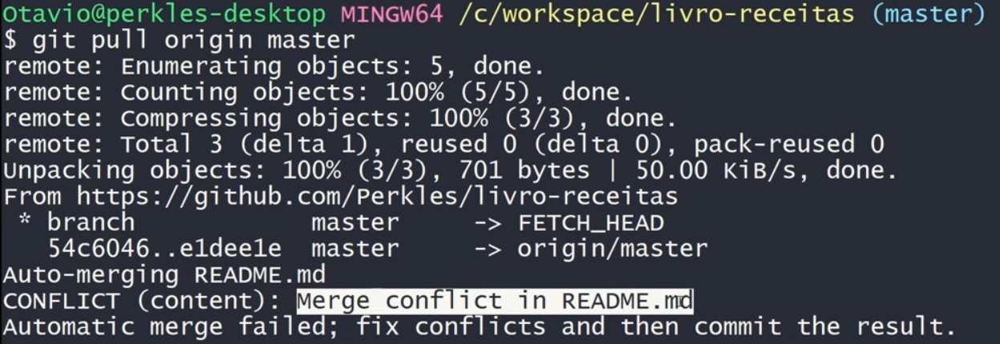 Otavio@perkles-desktop MINGW64 /c/workspace/livro-receitas (master)
$ git pull origin master
remote: Enumerating objects: 5, done.
remote: Counting objects: 100% (5/5), done.
remote: Compressing objects: 100% (3/3), done.
remote: Total 3 (delta 1), reused 0 (delta 0), pack-reused 0
Unpacking objects: 100% (3/3), 701 bytes | 50.00 KiB/s, done.
From https://github.com/Perkles/livro-receitas
 * branch            master     -> FETCH_HEAD
   54c6046..e1dee1e  master     -> origin/master
Auto-merging README.md
CONFLICT (content): Merge conflict in README.md
Automatic merge failed; fix conflicts and then commit the result.